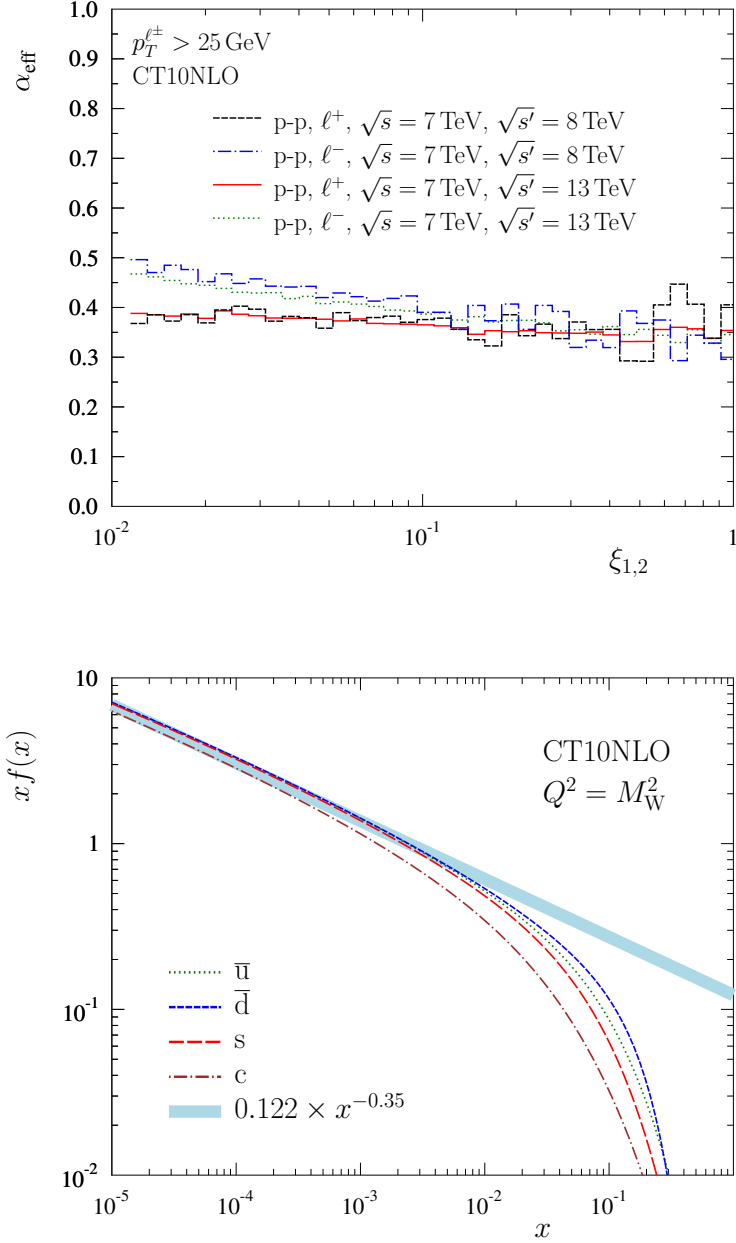 1.0
0.9
0.8
0.7
0.6
0.5
0.4
0.3
0.2
0.1
0.0
α_eff
p_T^{ℓ±} > 25 GeV
CT10NLO
p-p, ℓ⁺, √s = 7 TeV, √s′ = 8 TeV
p-p, ℓ⁻, √s = 7 TeV, √s′ = 8 TeV
p-p, ℓ⁺, √s = 7 TeV, √s′ = 13 TeV
p-p, ℓ⁻, √s = 7 TeV, √s′ = 13 TeV
10⁻² 10⁻¹ 1
ξ_{1,2}
10
1
10⁻¹
10⁻²
x f(x)
CT10NLO
Q² = M_W²
u̅
d̅
s
c
0.122 × x^{−0.35}
10⁻⁵ 10⁻⁴ 10⁻³ 10⁻² 10⁻¹
x